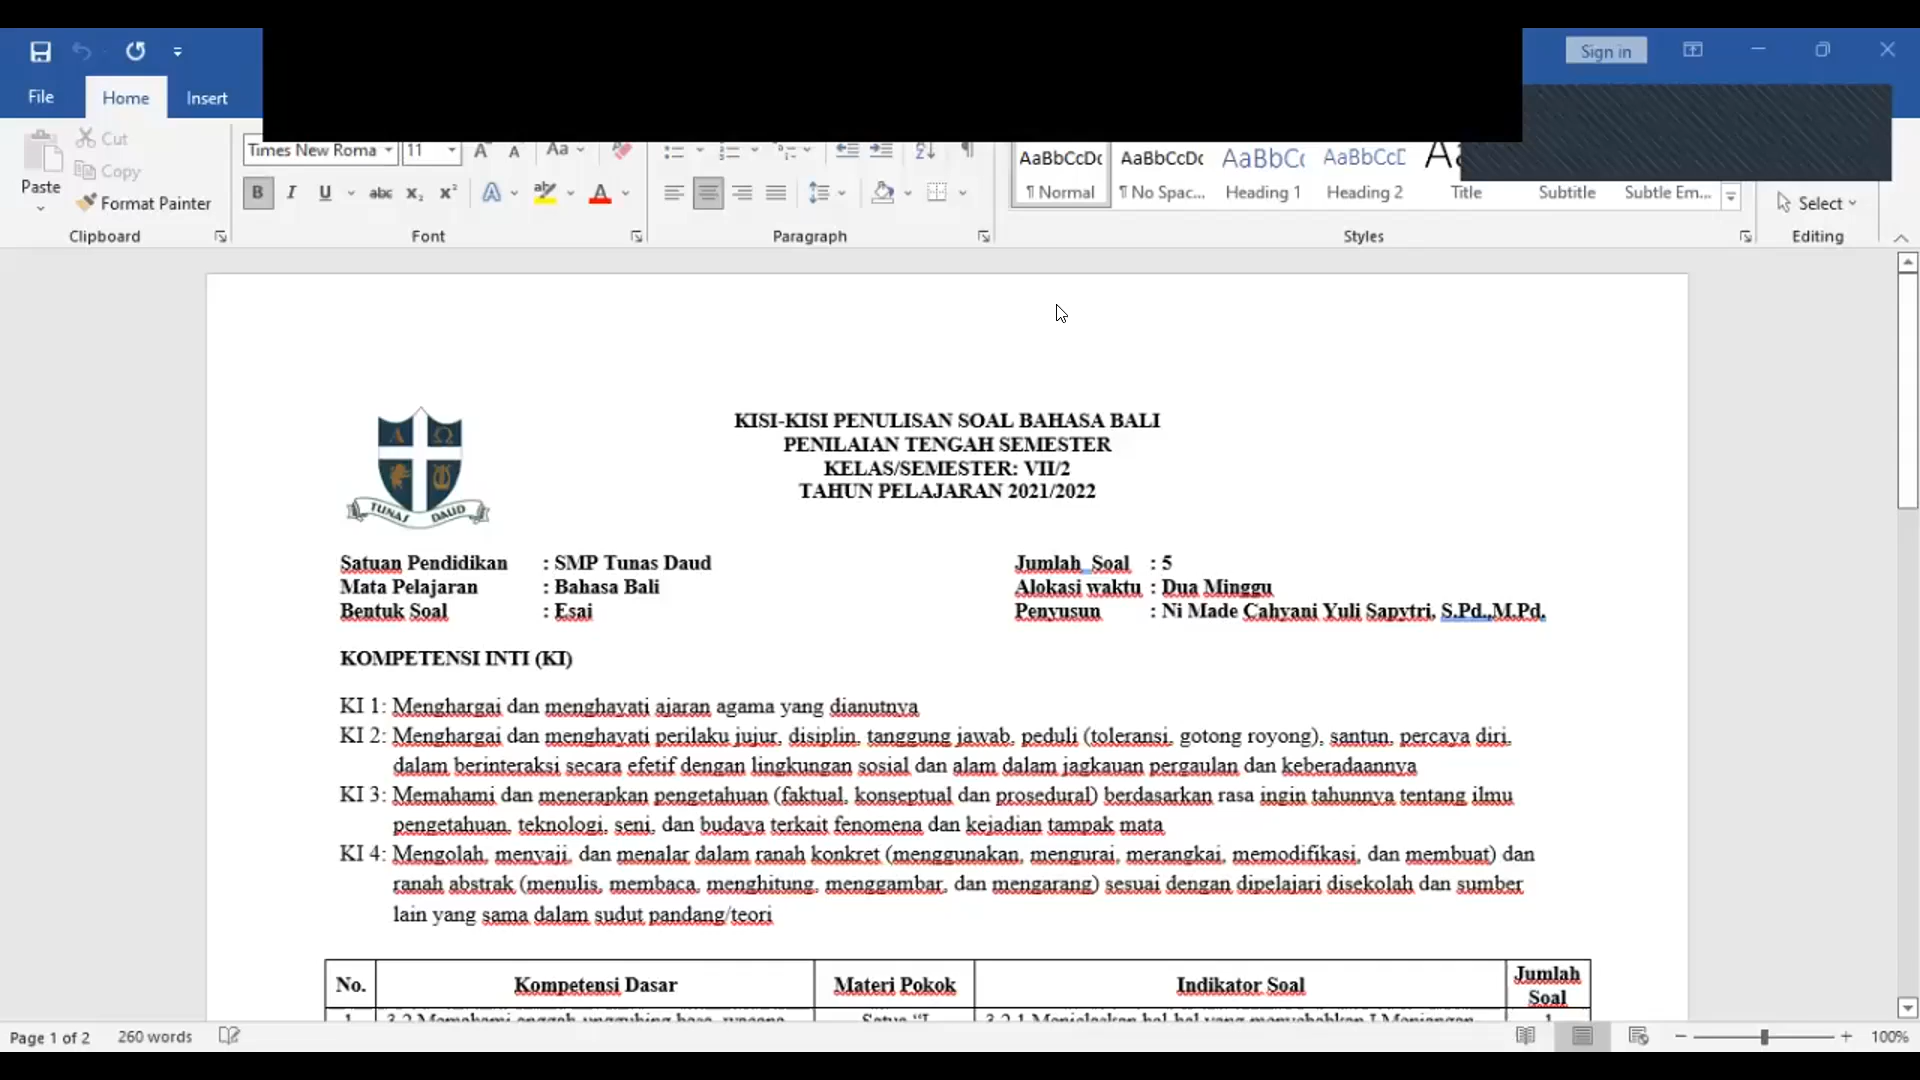 Sign in
File Home Insert
Cut
Copy
Format Painter
Paste
Clipboard
Times New Roma 11
Font
Paragraph
AaBbCcDc AaBbCcDc AaBbCc AaBbCcE
¶ Normal ¶ No Spac... Heading 1 Heading 2 Title Subtitle Subtle Em...
Styles
Select
Editing
TUNAS DAUD
KISI-KISI PENULISAN SOAL BAHASA BALI
PENILAIAN TENGAH SEMESTER
KELAS/SEMESTER: VII/2
TAHUN PELAJARAN 2021/2022
Satuan Pendidikan : SMP Tunas Daud Jumlah Soal : 5
Mata Pelajaran : Bahasa Bali Alokasi waktu : Dua Minggu
Bentuk Soal : Esai Penyusun : Ni Made Cahyani Yuli Sapytri, S.Pd.,M.Pd.
KOMPETENSI INTI (KI)
KI 1: Menghargai dan menghayati ajaran agama yang dianutnya
KI 2: Menghargai dan menghayati perilaku jujur, disiplin, tanggung jawab, peduli (toleransi, gotong royong), santun, percaya diri,
dalam berinteraksi secara efetif dengan lingkungan sosial dan alam dalam jagkauan pergaulan dan keberadaannya
KI 3: Memahami dan menerapkan pengetahuan (faktual, konseptual dan prosedural) berdasarkan rasa ingin tahunnya tentang ilmu
pengetahuan, teknologi, seni, dan budaya terkait fenomena dan kejadian tampak mata
KI 4: Mengolah, menyaji, dan menalar dalam ranah konkret (menggunakan, mengurai, merangkai, memodifikasi, dan membuat) dan
ranah abstrak (menulis, membaca, menghitung, menggambar, dan mengarang) sesuai dengan dipelajari disekolah dan sumber
lain yang sama dalam sudut pandang/teori
No. Kompetensi Dasar Materi Pokok Indikator Soal Jumlah Soal
Page 1 of 2 260 words 100%